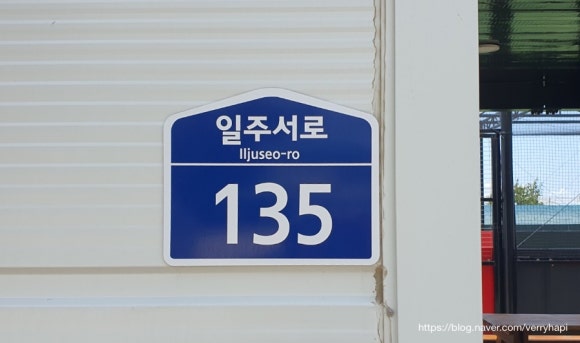 일주서로
Iljuseo-ro
135
https://blog.naver.com/verryhapi